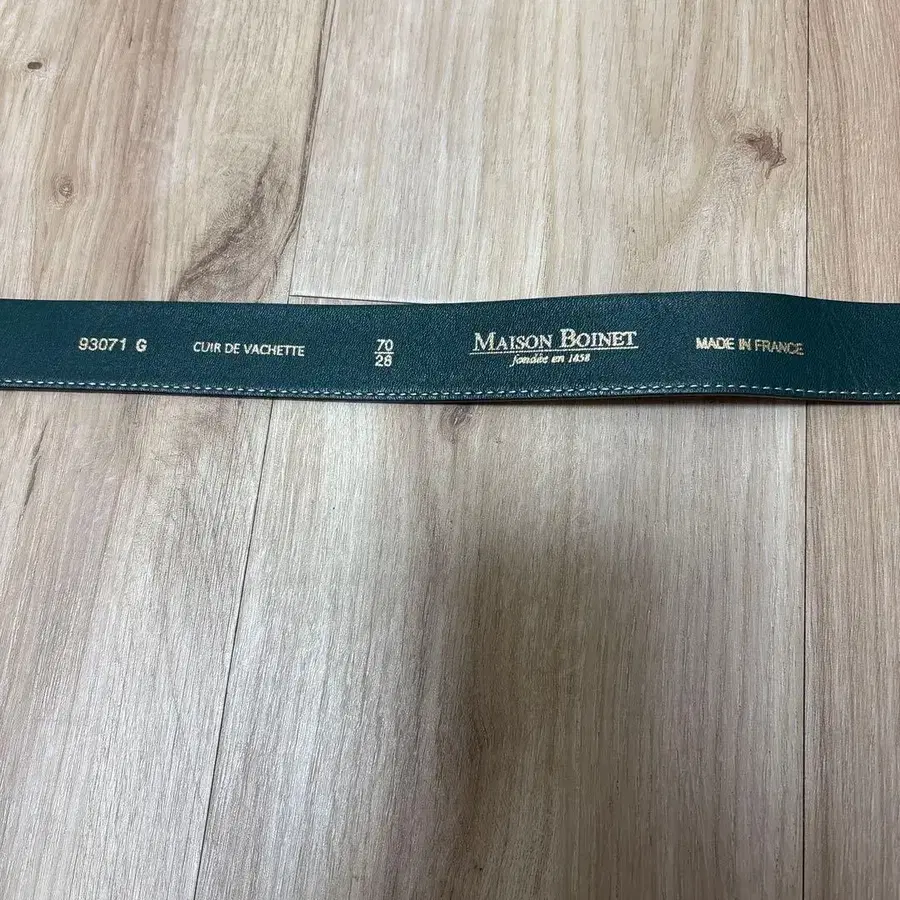 93071 G
CUIR DE VACHETTE
70
28
MAISON BOINET
fondée en 1858
MADE IN FRANCE